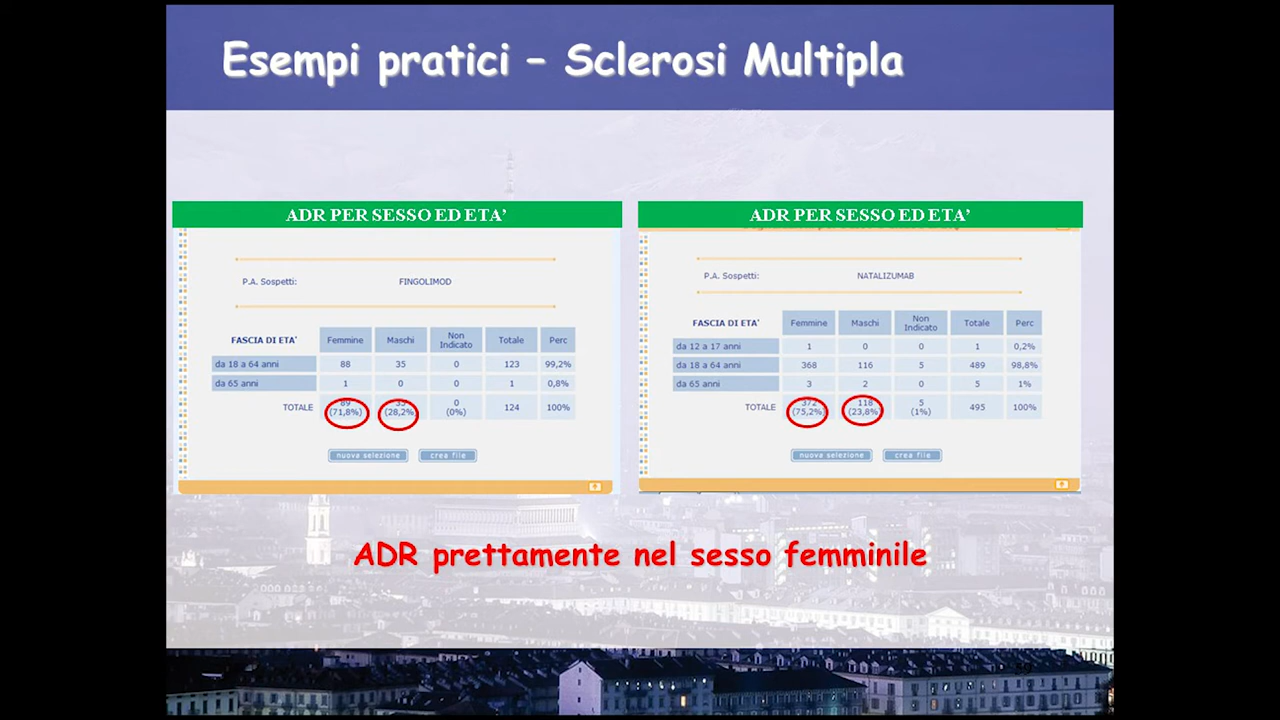 Esempi pratici – Sclerosi Multipla
ADR PER SESSO ED ETA'
P.A. Sospetti: FINGOLIMOD
FASCIA DI ETA' Femmine Maschi Non Indicato Totale Perc
da 18 a 64 anni 88 35 0 123 99,2%
da 65 anni 1 0 0 1 0,8%
TOTALE 89 (71,8%) 35 (28,2%) 0 (0%) 124 100%
nuova selezione crea file
ADR PER SESSO ED ETA'
P.A. Sospetti: NATALIZUMAB
FASCIA DI ETA' Femmine Maschi Non Indicato Totale Perc
da 12 a 17 anni 1 0 0 1 0,2%
da 18 a 64 anni 368 116 5 489 98,8%
da 65 anni 3 2 0 5 1%
TOTALE 372 (75,2%) 118 (23,8%) 5 (1%) 495 100%
nuova selezione crea file
ADR prettamente nel sesso femminile